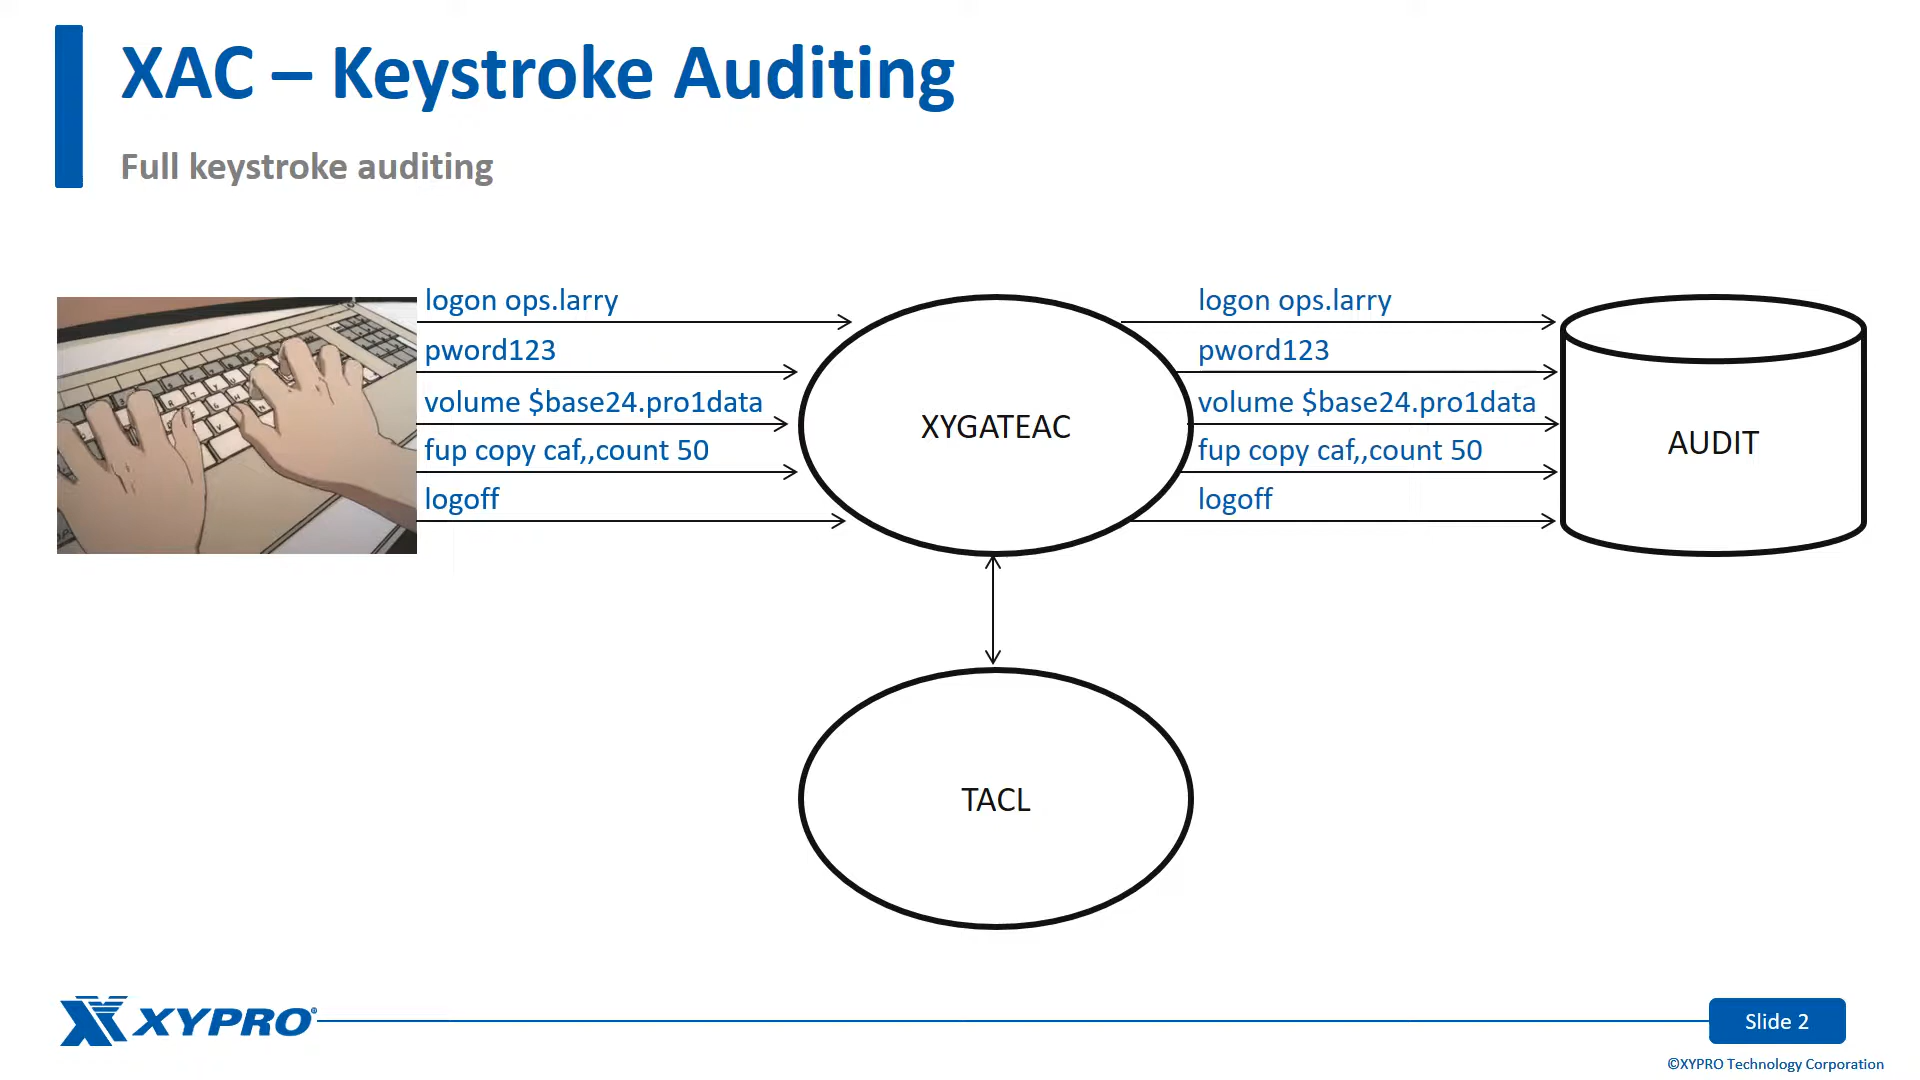 XAC – Keystroke Auditing
Full keystroke auditing
logon ops.larry
pword123
volume $base24.pro1data
fup copy caf,,count 50
logoff
XYGATEAC
logon ops.larry
pword123
volume $base24.pro1data
fup copy caf,,count 50
logoff
AUDIT
TACL
XYPRO®
Slide 2
©XYPRO Technology Corporation